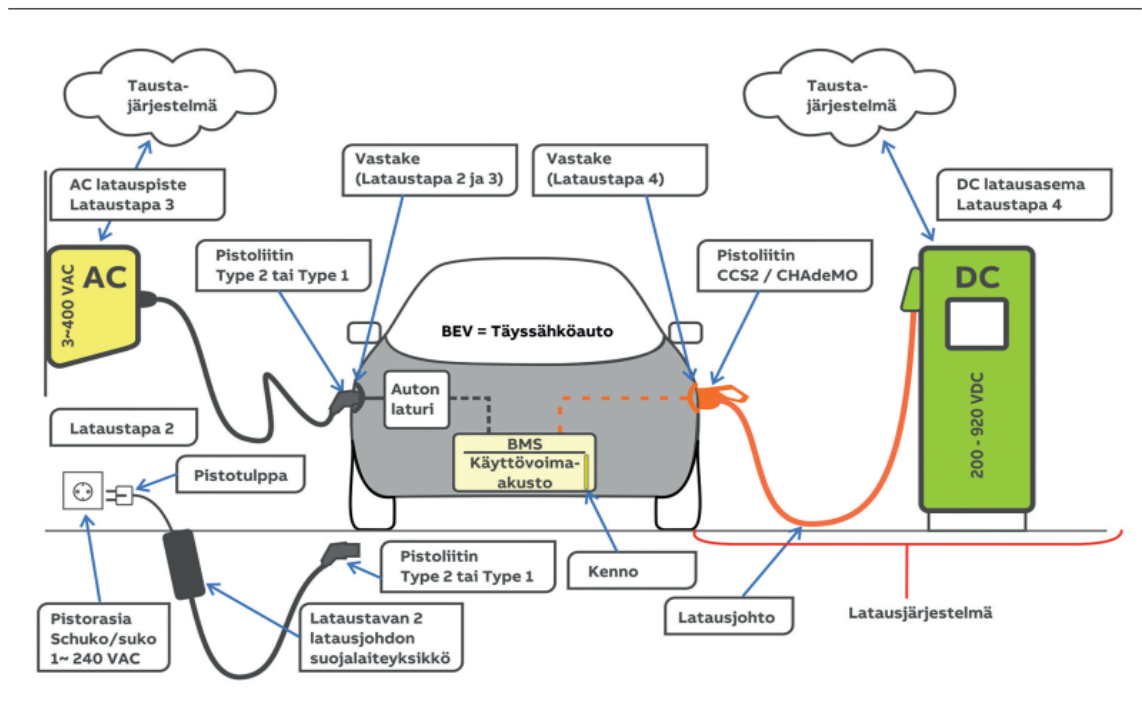 Tausta-
järjestelmä
Tausta-
järjestelmä
AC latauspiste
Lataustapa 3
Vastake
(Lataustapa 2 ja 3)
Vastake
(Lataustapa 4)
DC latausasema
Lataustapa 4
Pistoliitin
Type 2 tai Type 1
Pistoliitin
CCS2 / CHAdeMO
AC
3~400 VAC
DC
200 - 920 VDC
BEV = Täyssähköauto
Auton
laturi
BMS
Käyttövoima-
akusto
Lataustapa 2
Pistotulppa
Pistoliitin
Type 2 tai Type 1
Kenno
Latausjohto
Latausjärjestelmä
Pistorasia
Schuko/suko
1~ 240 VAC
Lataustavan 2
latausjohdon
suojalaiteyksikkö